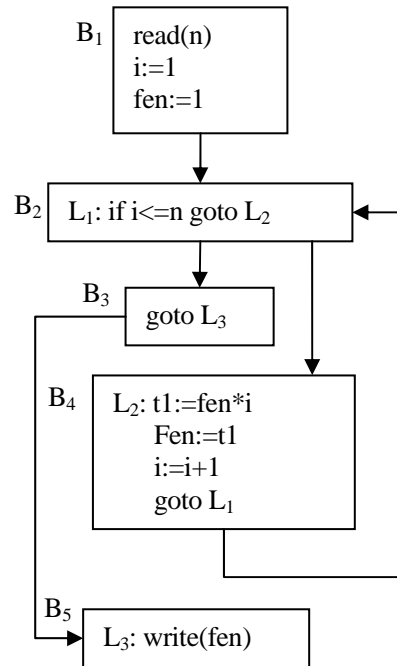 B₁
read(n)
i:=1
fen:=1
B₂
L₁: if i<=n goto L₂
B₃
goto L₃
B₄
L₂: t1:=fen*i
Fen:=t1
i:=i+1
goto L₁
B₅
L₃: write(fen)